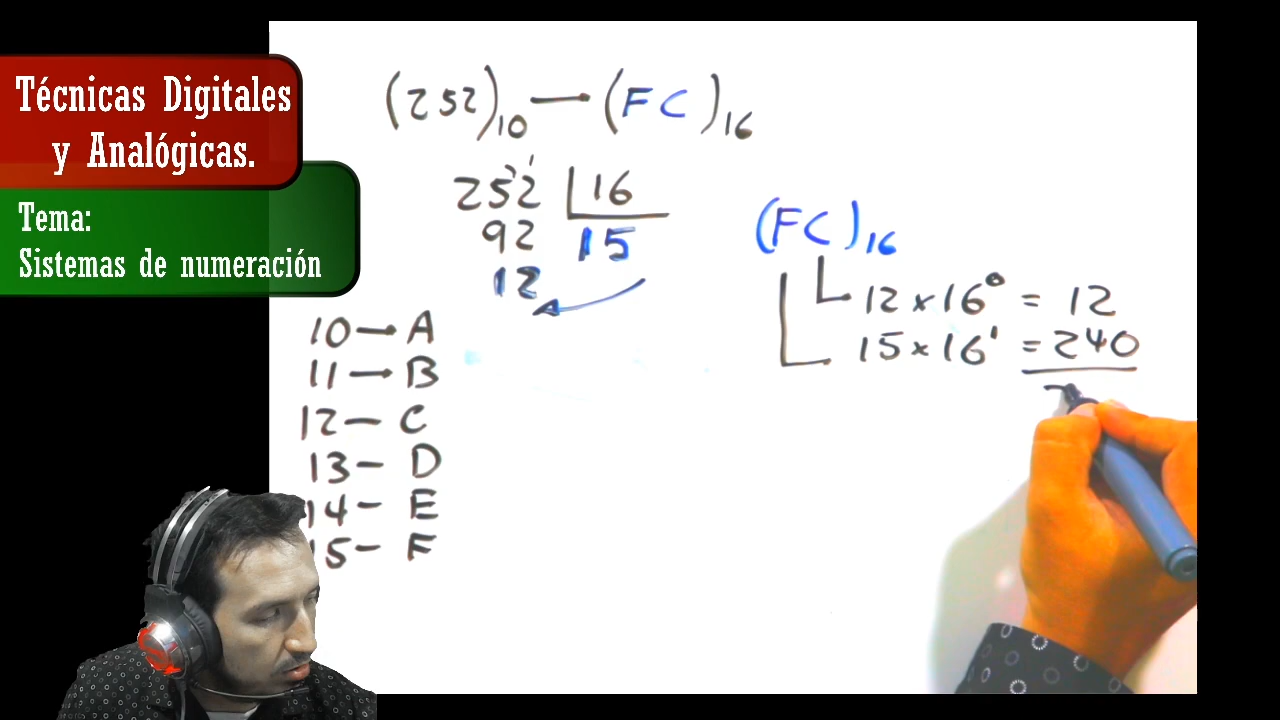 Técnicas Digitales
y Analógicas.
Tema:
Sistemas de numeración
(252)₁₀ — (FC)₁₆
252 |16
92 15
12
10 → A
11 → B
12 – C
13 – D
14 – E
15 – F
(FC)₁₆
12 × 16⁰ = 12
15 × 16¹ = 240